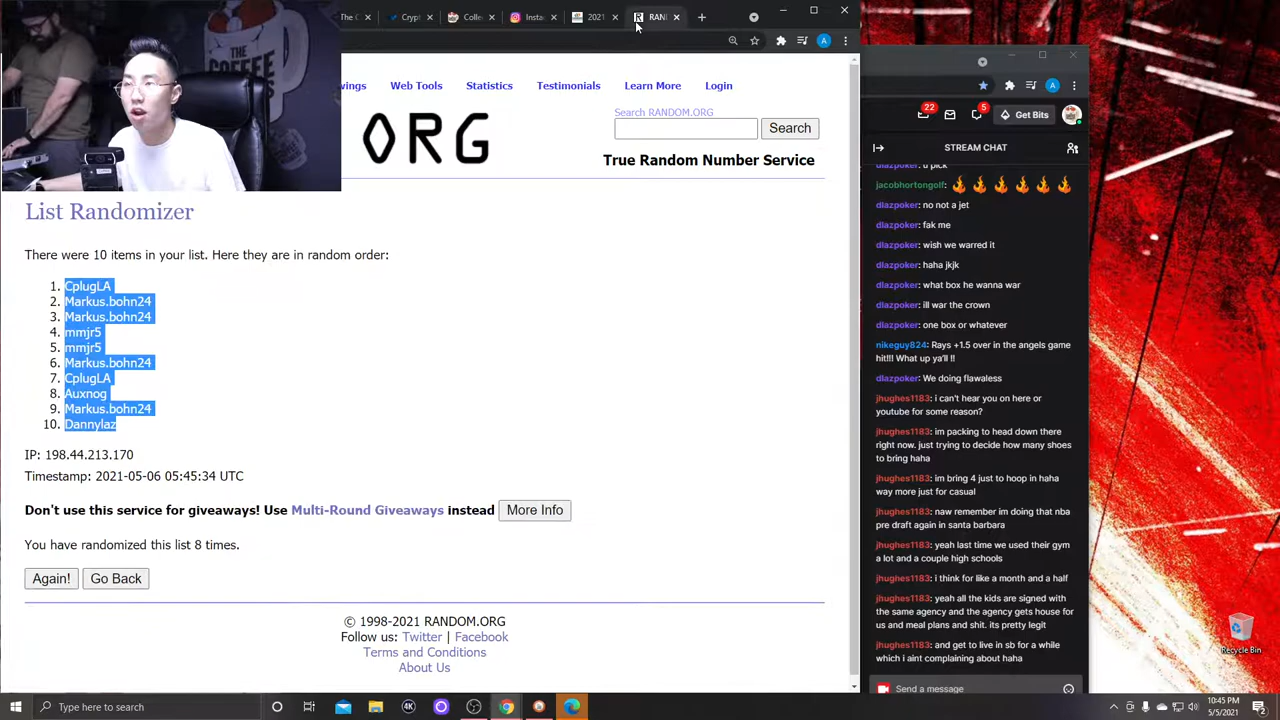 The C
Cryp
Colle
Insta
2021
RANI
wings
Web Tools
Statistics
Testimonials
Learn More
Login
ORG
Search RANDOM.ORG
Search
True Random Number Service
List Randomizer
There were 10 items in your list. Here they are in random order:
1. CplugLA
2. Markus.bohn24
3. Markus.bohn24
4. mmjr5
5. mmjr5
6. Markus.bohn24
7. CplugLA
8. Auxnog
9. Markus.bohn24
10. Dannylaz
IP: 198.44.213.170
Timestamp: 2021-05-06 05:45:34 UTC
Don't use this service for giveaways! Use Multi-Round Giveaways instead More Info
You have randomized this list 8 times.
Again! Go Back
© 1998-2021 RANDOM.ORG
Follow us: Twitter | Facebook
Terms and Conditions
About Us
22
5
Get Bits
STREAM CHAT
dlazpoker: u pick
jacobhortongolf:
dlazpoker: no not a jet
dlazpoker: fak me
dlazpoker: wish we warred it
dlazpoker: haha jkjk
dlazpoker: what box he wanna war
dlazpoker: ill war the crown
dlazpoker: one box or whatever
nikeguy824: Rays +1.5 over in the angels game
hit!!! What up ya'll !!
dlazpoker: We doing flawaless
jhughes1183: i can't hear you on here or
youtube for some reason?
jhughes1183: im packing to head down there
right now. just trying to decide how many shoes
to bring haha
jhughes1183: im bring 4 just to hoop in haha
way more just for casual
jhughes1183: naw remember im doing that nba
pre draft again in santa barbara
jhughes1183: yeah last time we used their gym
a lot and a couple high schools
jhughes1183: i think for like a month and a half
jhughes1183: yeah all the kids are signed with
the same agency and the agency gets house for
us and meal plans and shit. its pretty legit
jhughes1183: and get to live in sb for a while
which i aint complaining about haha
Send a message
Recycle Bin
Type here to search
4K
10:45 PM
5/5/2021
2